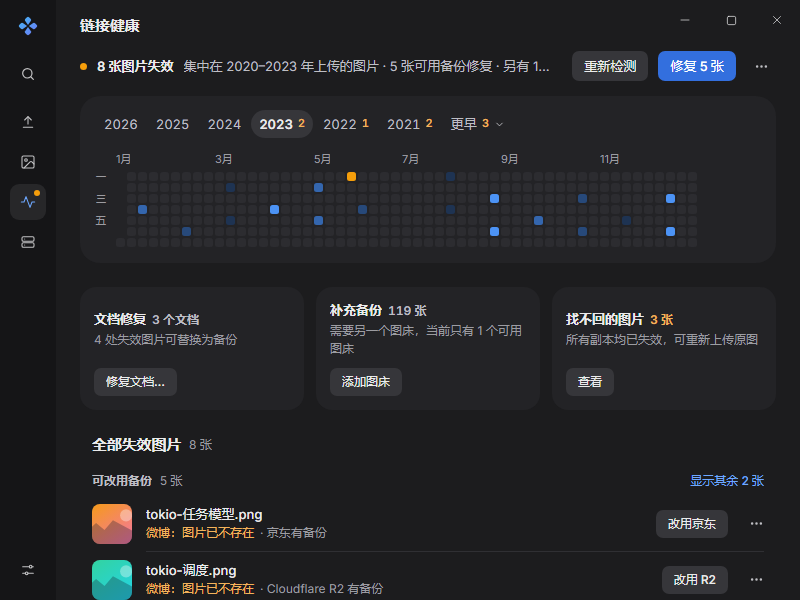 链接健康
8 张图片失效 集中在 2020–2023 年上传的图片 · 5 张可用备份修复 · 另有 1...
重新检测
修复 5 张
2026 2025 2024 2023 2 2022 1 2021 2 更早 3
1月 3月 5月 7月 9月 11月
一
三
五
文档修复 3 个文档
4 处失效图片可替换为备份
修复文档...
补充备份 119 张
需要另一个图床，当前只有 1 个可用
图床
添加图床
找不回的图片 3 张
所有副本均已失效，可重新上传原图
查看
全部失效图片 8 张
可改用备份 5 张
显示其余 2 张
tokio-任务模型.png
微博：图片已不存在 · 京东有备份
改用京东
tokio-调度.png
微博：图片已不存在 · Cloudflare R2 有备份
改用 R2